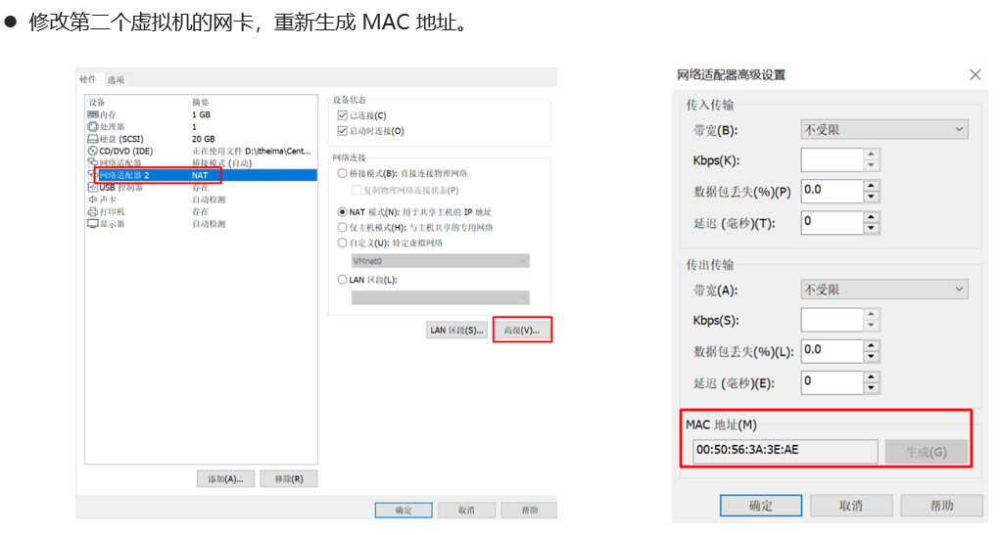 ● 修改第二个虚拟机的网卡，重新生成 MAC 地址。
硬件 选项
设备 摘要
内存 1 GB
处理器 1
硬盘 (SCSI) 20 GB
CD/DVD (IDE) 正在使用文件 D:\itheima\Cent...
网络适配器 桥接模式 (自动)
网络适配器 2 NAT
USB 控制器 存在
声卡 自动检测
打印机 存在
显示器 自动检测
添加(A)... 移除(R)
设备状态
已连接(C)
启动时连接(O)
网络连接
桥接模式(B): 直接连接物理网络
复制物理网络连接状态(P)
NAT 模式(N): 用于共享主机的 IP 地址
仅主机模式(H): 与主机共享的专用网络
自定义(U): 特定虚拟网络
VMnet0
LAN 区段(L):
LAN 区段(S)... 高级(V)...
确定 取消 帮助
网络适配器高级设置
传入传输
带宽(B): 不受限
Kbps(K):
数据包丢失(%)(P) 0.0
延迟 (毫秒)(T): 0
传出传输
带宽(A): 不受限
Kbps(S):
数据包丢失(%)(L): 0.0
延迟 (毫秒)(E): 0
MAC 地址(M)
00:50:56:3A:3E:AE 生成(G)
确定 取消 帮助